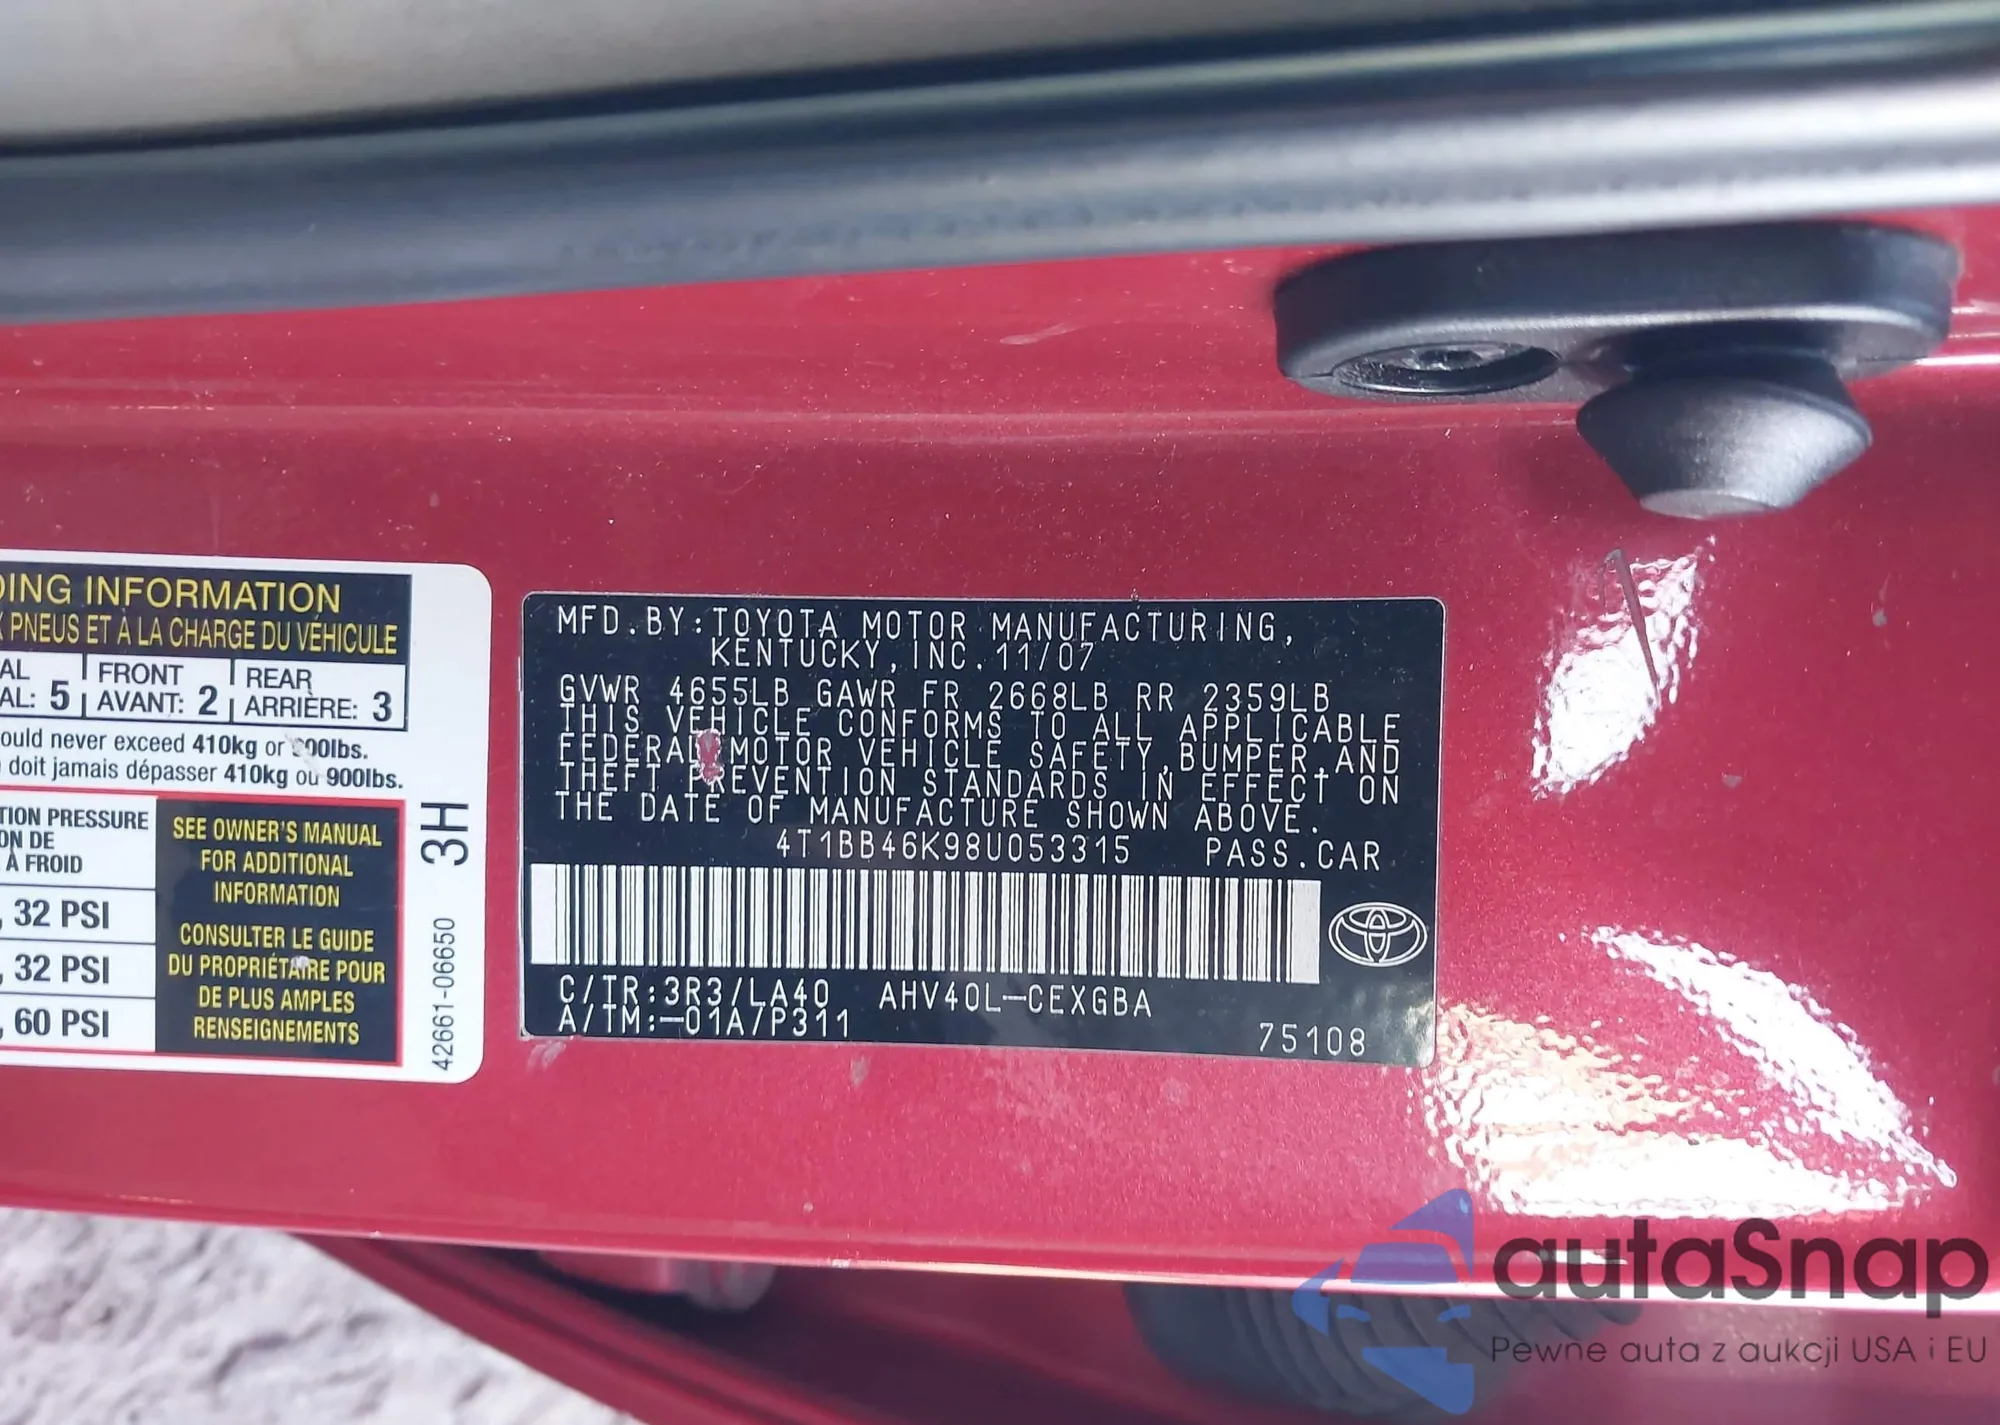 DING INFORMATION
X PNEUS ET À LA CHARGE DU VÉHICULE
AL FRONT REAR
AL: 5 AVANT: 2 ARRIÈRE: 3
ould never exceed 410kg or 900lbs.
doit jamais dépasser 410kg ou 900lbs.
TION PRESSURE
ON DE
À FROID
, 32 PSI
, 32 PSI
, 60 PSI
SEE OWNER'S MANUAL
FOR ADDITIONAL
INFORMATION
CONSULTER LE GUIDE
DU PROPRIÉTAIRE POUR
DE PLUS AMPLES
RENSEIGNEMENTS
3H
42661-06650
MFD.BY:TOYOTA MOTOR MANUFACTURING,
KENTUCKY,INC.11/07
GVWR 4655LB GAWR FR 2668LB RR 2359LB
THIS VEHICLE CONFORMS TO ALL APPLICABLE
FEDERAL MOTOR VEHICLE SAFETY,BUMPER,AND
THEFT PREVENTION STANDARDS IN EFFECT ON
THE DATE OF MANUFACTURE SHOWN ABOVE.
4T1BB46K98U053315 PASS.CAR
C/TR:3R3/LA40 AHV40L-CEXGBA
A/TM:-01A/P311
75108
autaSnap
Pewne auta z aukcji USA i EU